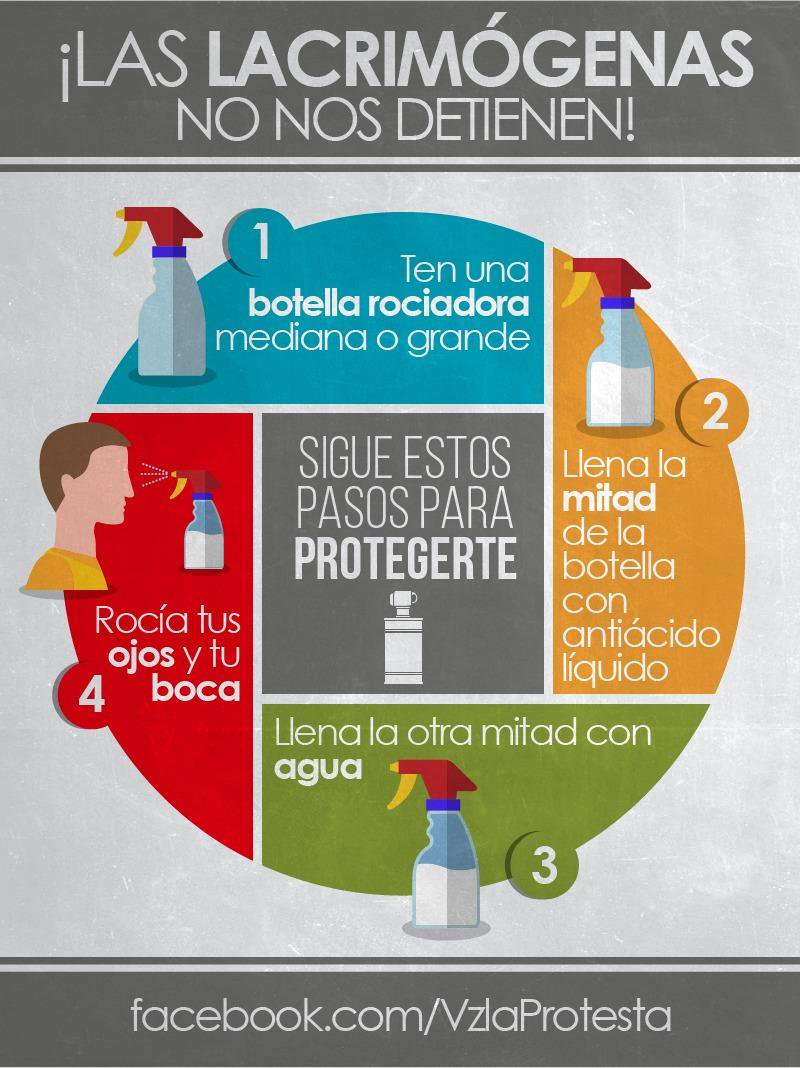 ¡LAS LACRIMÓGENAS
NO NOS DETIENEN!
1
Ten una
botella rociadora
mediana o grande
2
Llena la
mitad
de la
botella
con
antiácido
líquido
SIGUE ESTOS
PASOS PARA
PROTEGERTE
Llena la otra mitad con
agua
3
Rocía tus
ojos y tu
boca
4
facebook.com/VzlaProtesta